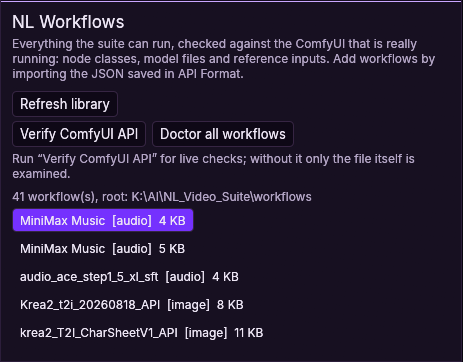 NL Workflows
Everything the suite can run, checked against the ComfyUI that is really
running: node classes, model files and reference inputs. Add workflows by
importing the JSON saved in API Format.
Refresh library
Verify ComfyUI API Doctor all workflows
Run “Verify ComfyUI API” for live checks; without it only the file itself is
examined.
41 workflow(s), root: K:\AI\NL_Video_Suite\workflows
MiniMax Music [audio] 4 KB
MiniMax Music [audio] 5 KB
audio_ace_step1_5_xl_sft [audio] 4 KB
Krea2_t2i_20260818_API [image] 8 KB
krea2_T2I_CharSheetV1_API [image] 11 KB